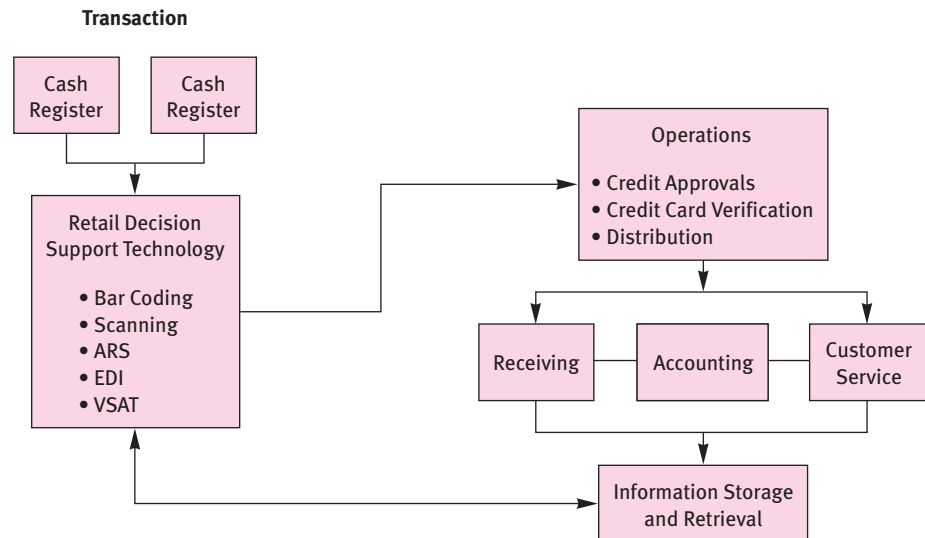 Transaction
Cash
Register
Cash
Register
Retail Decision
Support Technology
• Bar Coding
• Scanning
• ARS
• EDI
• VSAT
Operations
• Credit Approvals
• Credit Card Verification
• Distribution
Receiving
Accounting
Customer
Service
Information Storage
and Retrieval